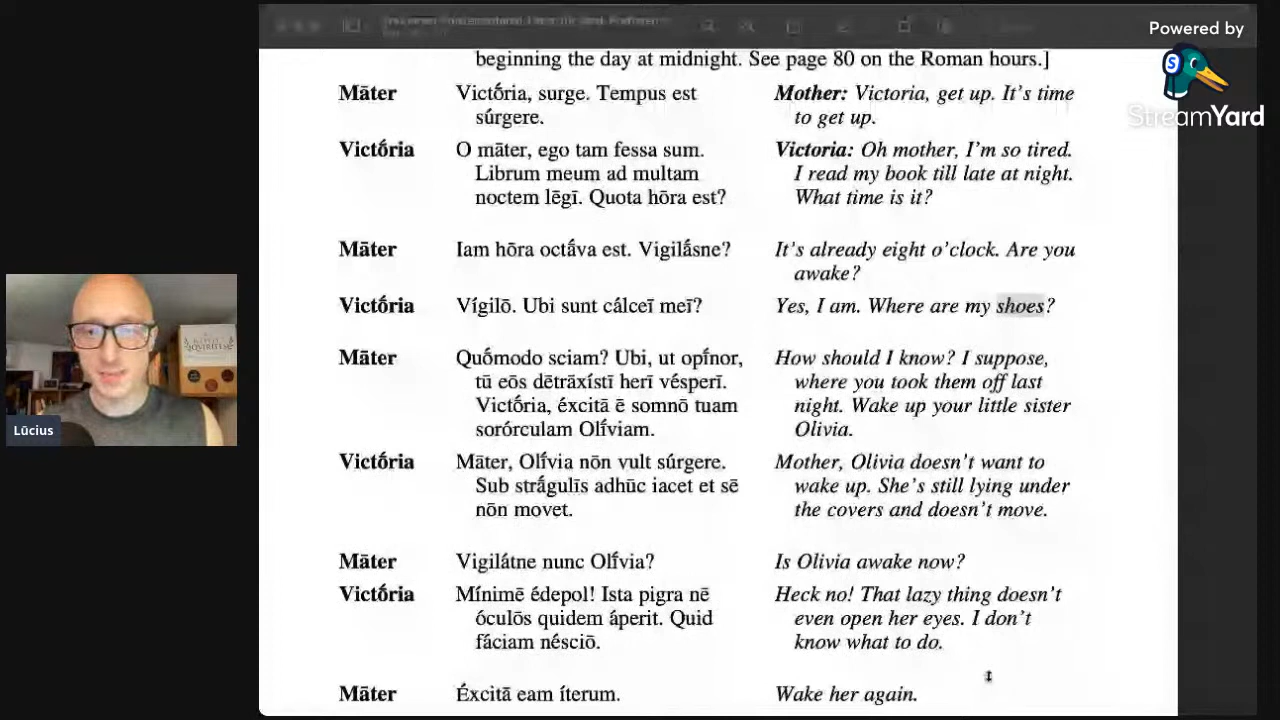 Powered by
StreamYard
Lūcius
beginning the day at midnight. See page 80 on the Roman hours.]
Māter Victṓria, surge. Tempus est Mother: Victoria, get up. It’s time
súrgere. to get up.
Victṓria O māter, ego tam fessa sum. Victoria: Oh mother, I’m so tired.
Librum meum ad multam I read my book till late at night.
noctem lēgī. Quota hōra est? What time is it?
Māter Iam hōra octā́va est. Vigilā́sne? It’s already eight o’clock. Are you
awake?
Victṓria Vígilō. Ubi sunt cálceī meī? Yes, I am. Where are my shoes?
Māter Quṓmodo sciam? Ubi, ut opī́nor, How should I know? I suppose,
tū eōs dētrāxístī herī vésperī. where you took them off last
Victṓria, éxcitā ē somnō tuam night. Wake up your little sister
sorórculam Olī́viam. Olivia.
Victṓria Māter, Olī́via nōn vult súrgere. Mother, Olivia doesn’t want to
Sub strā́gulīs adhūc iacet et sē wake up. She’s still lying under
nōn movet. the covers and doesn’t move.
Māter Vigilátne nunc Olī́via? Is Olivia awake now?
Victṓria Mínimē édepol! Ista pigra nē Heck no! That lazy thing doesn’t
óculōs quidem áperit. Quid even open her eyes. I don’t
fáciam nésciō. know what to do.
Māter Éxcitā eam íterum. Wake her again.